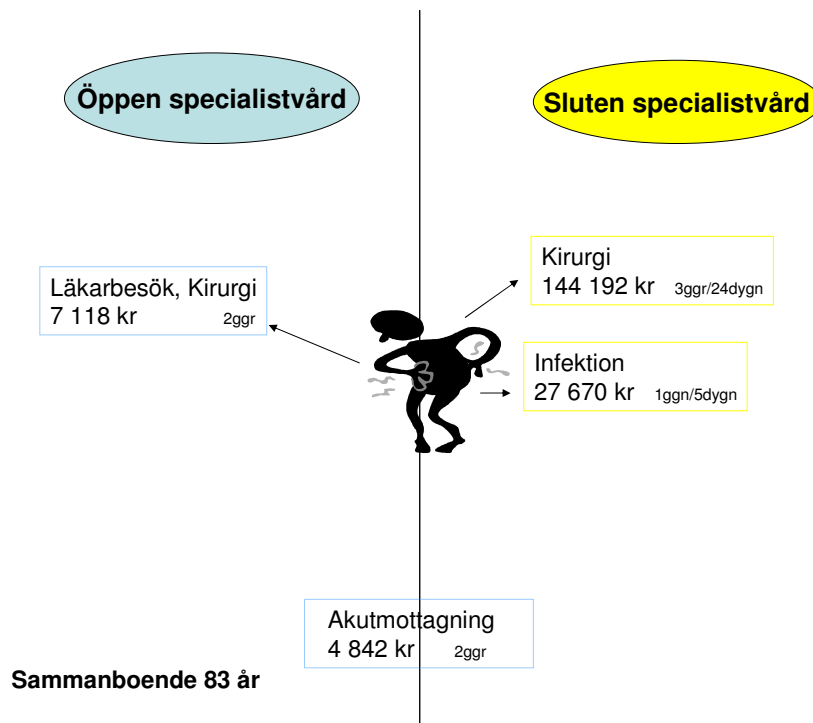 Öppen specialistvård
Sluten specialistvård
Läkarbesök, Kirurgi
7 118 kr 2ggr
Kirurgi
144 192 kr 3ggr/24dygn
Infektion
27 670 kr 1ggn/5dygn
Akutmottagning
4 842 kr 2ggr
Sammanboende 83 år